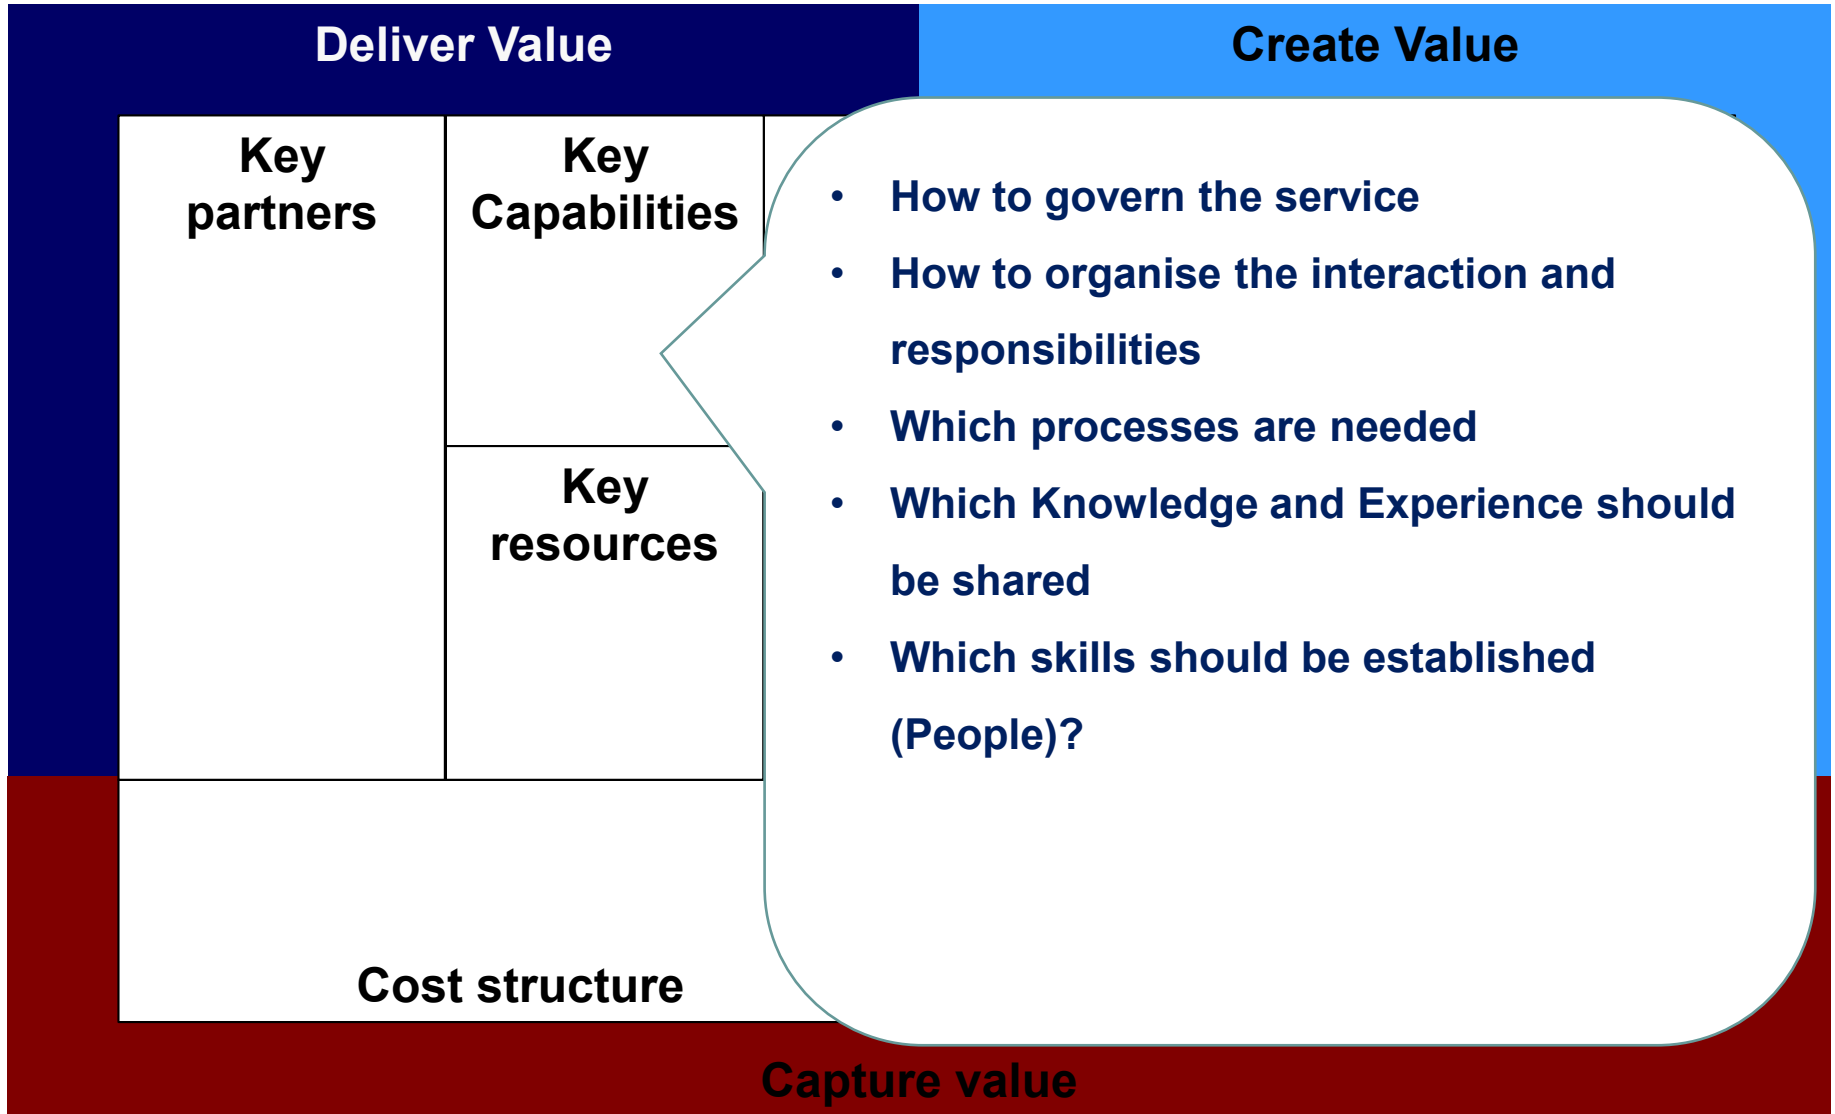 Deliver Value
Create Value
Key
partners
Key
Capabilities
Key
resources
Cost structure
• How to govern the service
• How to organise the interaction and
responsibilities
• Which processes are needed
• Which Knowledge and Experience should
be shared
• Which skills should be established
(People)?
Capture value